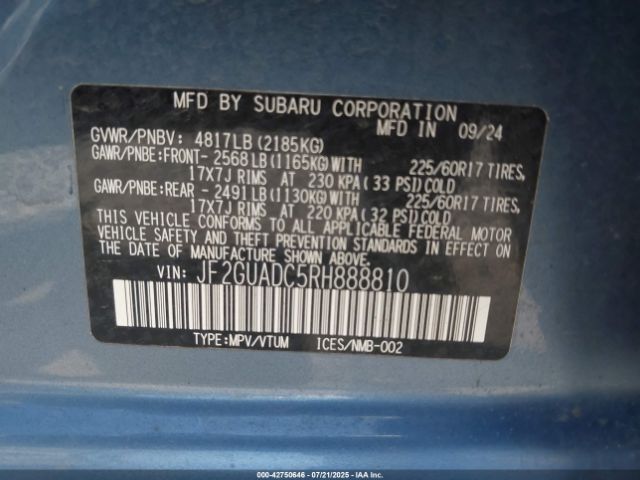 MFD BY SUBARU CORPORATION
MFD IN 09/24
GVWR/PNBV: 4817LB (2185KG)
GAWR/PNBE:FRONT- 2568LB (1165KG) WITH 225/60R17 TIRES,
17X7J RIMS AT 230 KPA (33 PSI) COLD
GAWR/PNBE:REAR - 2491LB (1130KG) WITH 225/60R17 TIRES,
17X7J RIMS AT 220 KPA (32 PSI) COLD
THIS VEHICLE CONFORMS TO ALL APPLICABLE FEDERAL MOTOR
VEHICLE SAFETY AND THEFT PREVENTION STANDARDS IN EFFECT
ON THE DATE OF MANUFACTURE SHOWN ABOVE.
VIN: JF2GUADC5RH888810
TYPE:MPV/VTUM ICES/NMB-002
000-42750646 - 07/21/2025 - IAA Inc.